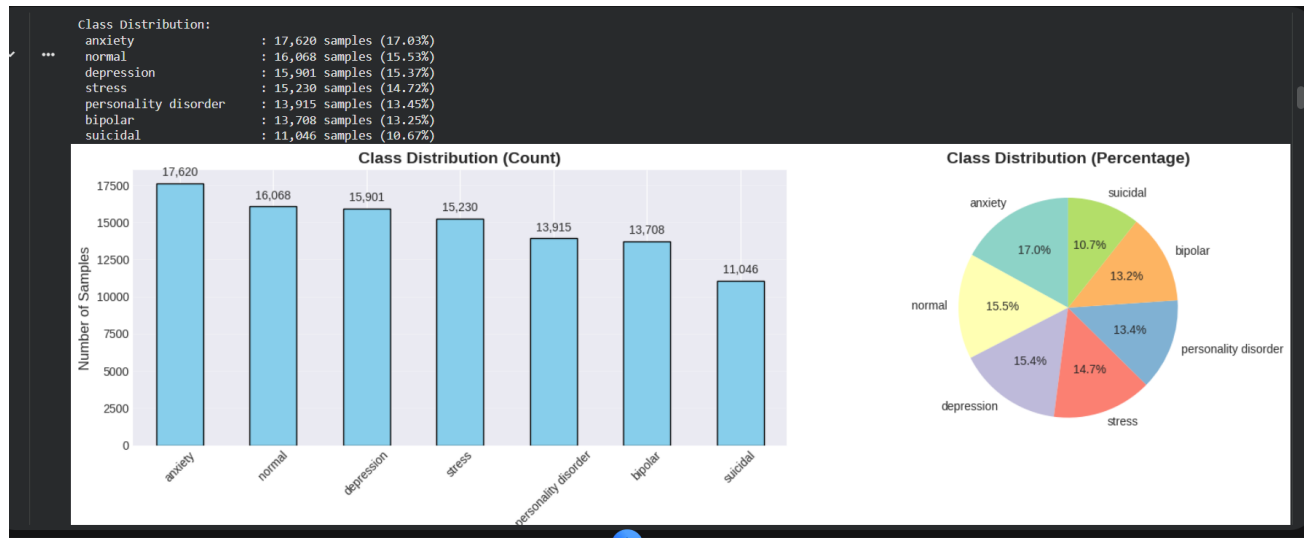 Class Distribution:
anxiety : 17,620 samples (17.03%)
normal : 16,068 samples (15.53%)
depression : 15,901 samples (15.37%)
stress : 15,230 samples (14.72%)
personality disorder : 13,915 samples (13.45%)
bipolar : 13,708 samples (13.25%)
suicidal : 11,046 samples (10.67%)
Class Distribution (Count)
Number of Samples
17500
15000
12500
10000
7500
5000
2500
0
17,620
16,068
15,901
15,230
13,915
13,708
11,046
anxiety
normal
depression
stress
personality disorder
bipolar
suicidal
Class Distribution (Percentage)
anxiety
17.0%
normal
15.5%
depression
15.4%
stress
14.7%
personality disorder
13.4%
bipolar
13.2%
suicidal
10.7%